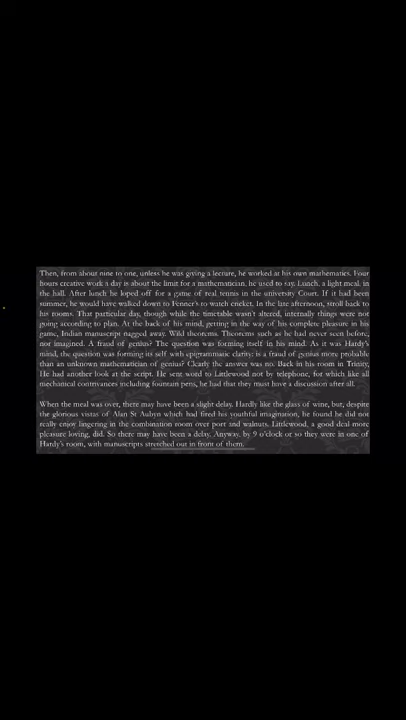 Then, from about nine to one, unless he was giving a lecture, he worked at his own mathematics. Four
hours creative work a day is about the limit for a mathematician, he used to say. Lunch, a light meal, in
the hall. After lunch he loped off for a game of real tennis in the university Court. If it had been
summer, he would have walked down to Fenner's to watch cricket. In the late afternoon, stroll back to
his rooms. That particular day, though while the timetable wasn't altered, internally things were not
going according to plan. At the back of his mind, getting in the way of his complete pleasure in his
game, Indian manuscript nagged away. Wild theorems. Theorems such as he had never seen before,
nor imagined. A fraud of genius? The question was forming itself in his mind. As it was Hardy's
mind, the question was forming its self with epigrammatic clarity: is a fraud of genius more probable
than an unknown mathematician of genius? Clearly the answer was no. Back in his room in Trinity,
He had another look at the script. He sent word to Littlewood not by telephone, for which like all
mechanical contrivances including fountain pens, he had that they must have a discussion after all.
When the meal was over, there may have been a slight delay. Hardly like the glass of wine, but, despite
the glorious vistas of Alan St Aubyn which had fired his youthful imagination, he found he did not
really enjoy lingering in the combination room over port and walnuts. Littlewood, a good deal more
pleasure loving, did. So there may have been a delay. Anyway, by 9 o'clock or so they were in one of
Hardy's room, with manuscripts stretched out in front of them.